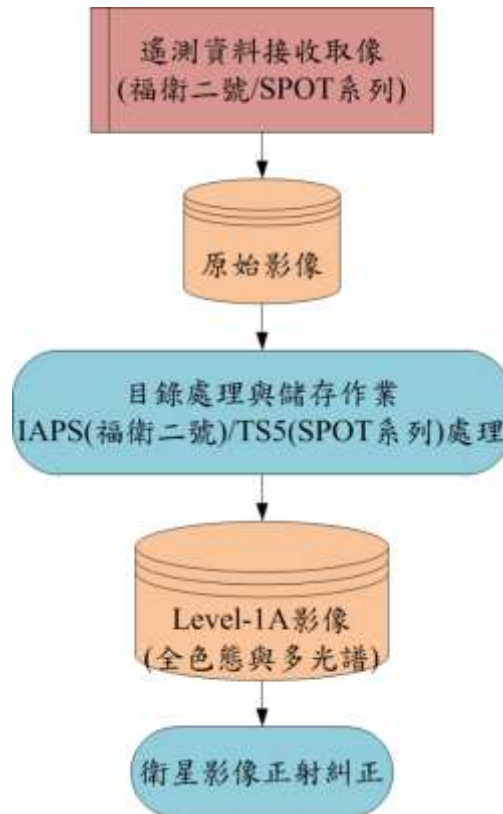 遙測資料接收取像
(福衛二號/SPOT系列)
原始影像
目錄處理與儲存作業
IAPS(福衛二號)/TS5(SPOT系列)處理
Level-1A影像
(全色態與多光譜)
衛星影像正射糾正